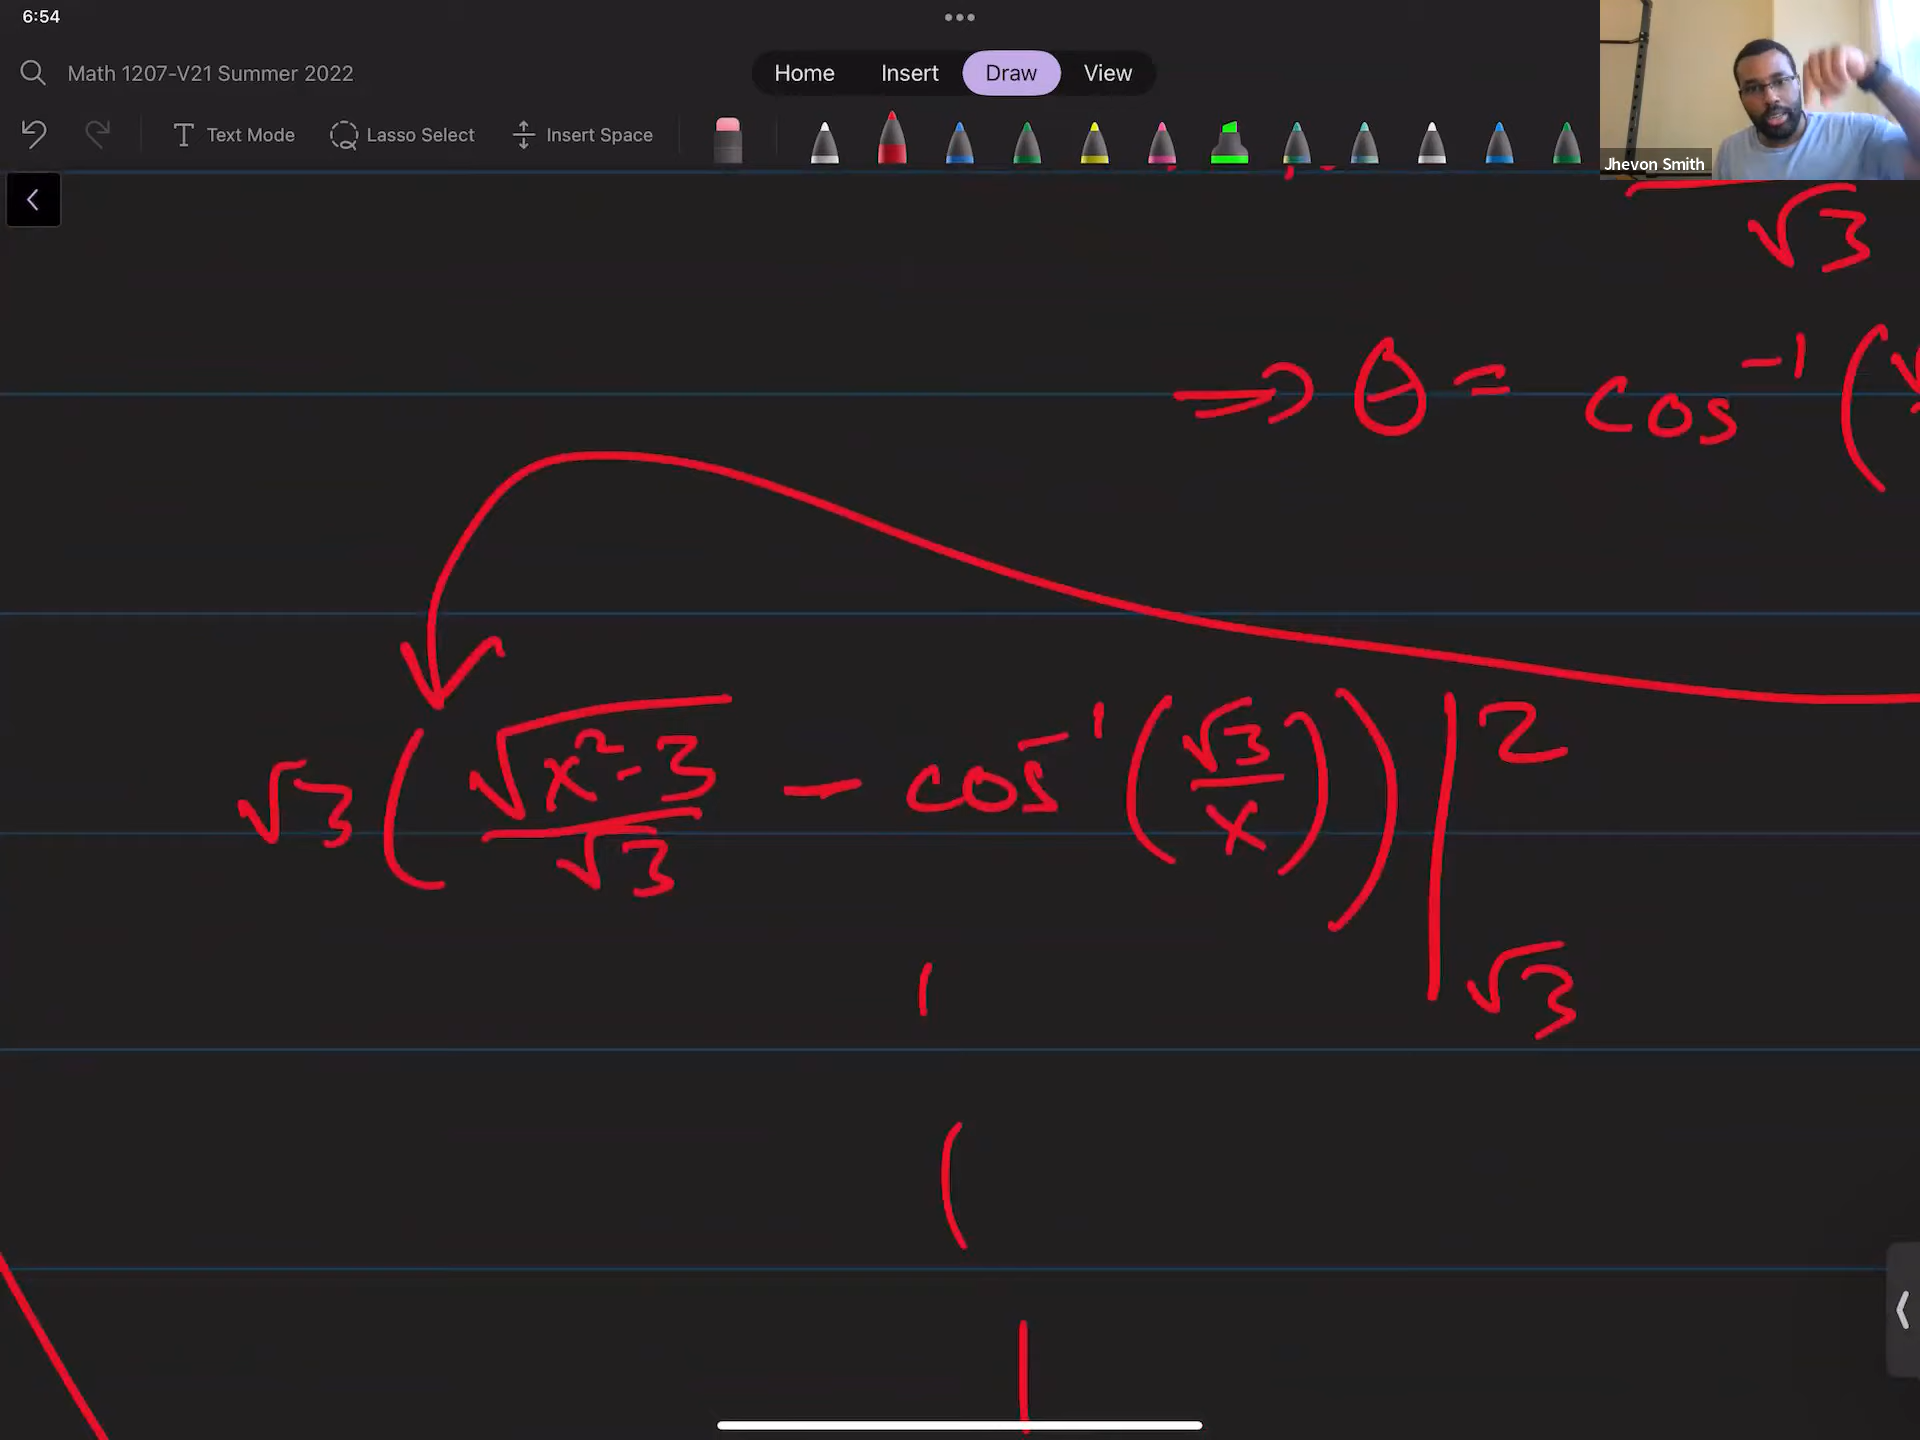 6:54
Math 1207-V21 Summer 2022
Home Insert Draw View
Text Mode Lasso Select Insert Space
Jhevon Smith
√3
⇒ θ = cos⁻¹(
√3 ( √(x²-3) / √3 - cos⁻¹(√3/x) ) | 2
√3